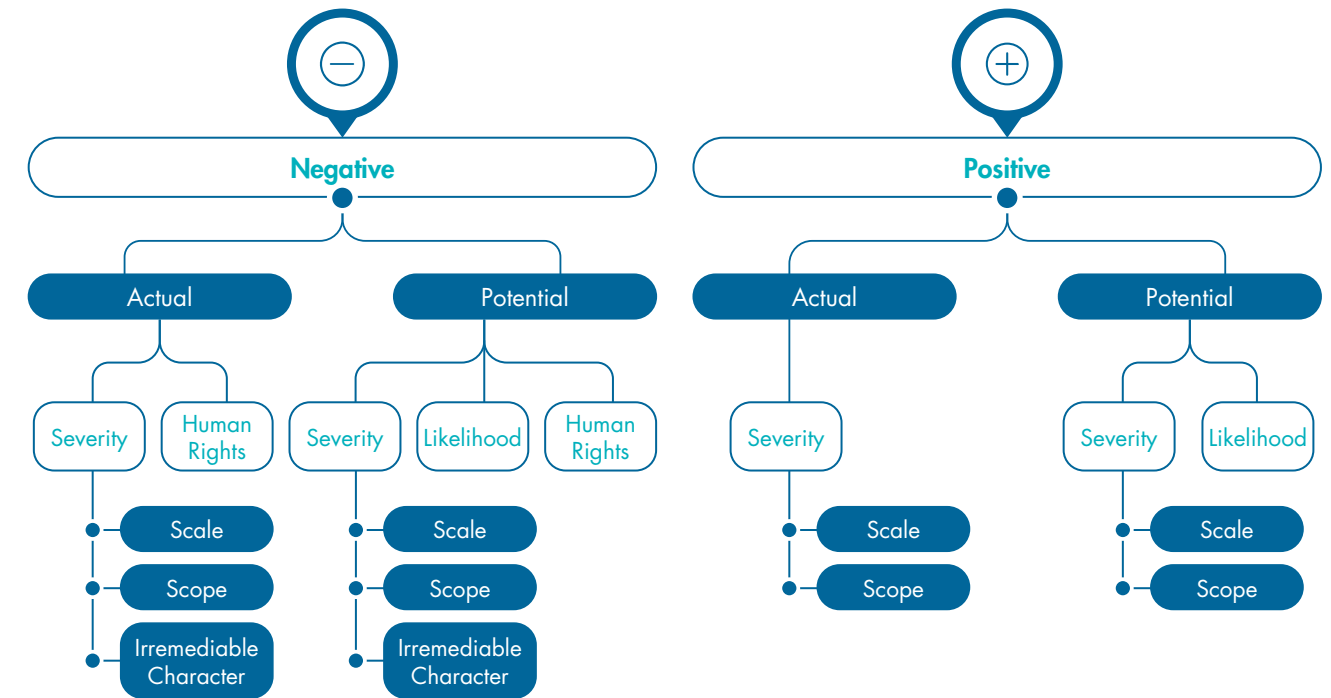 Negative
Positive
Actual
Potential
Actual
Potential
Severity
Human
Rights
Severity
Likelihood
Human
Rights
Severity
Severity
Likelihood
Scale
Scale
Scale
Scale
Scope
Scope
Scope
Scope
Irremediable
Character
Irremediable
Character